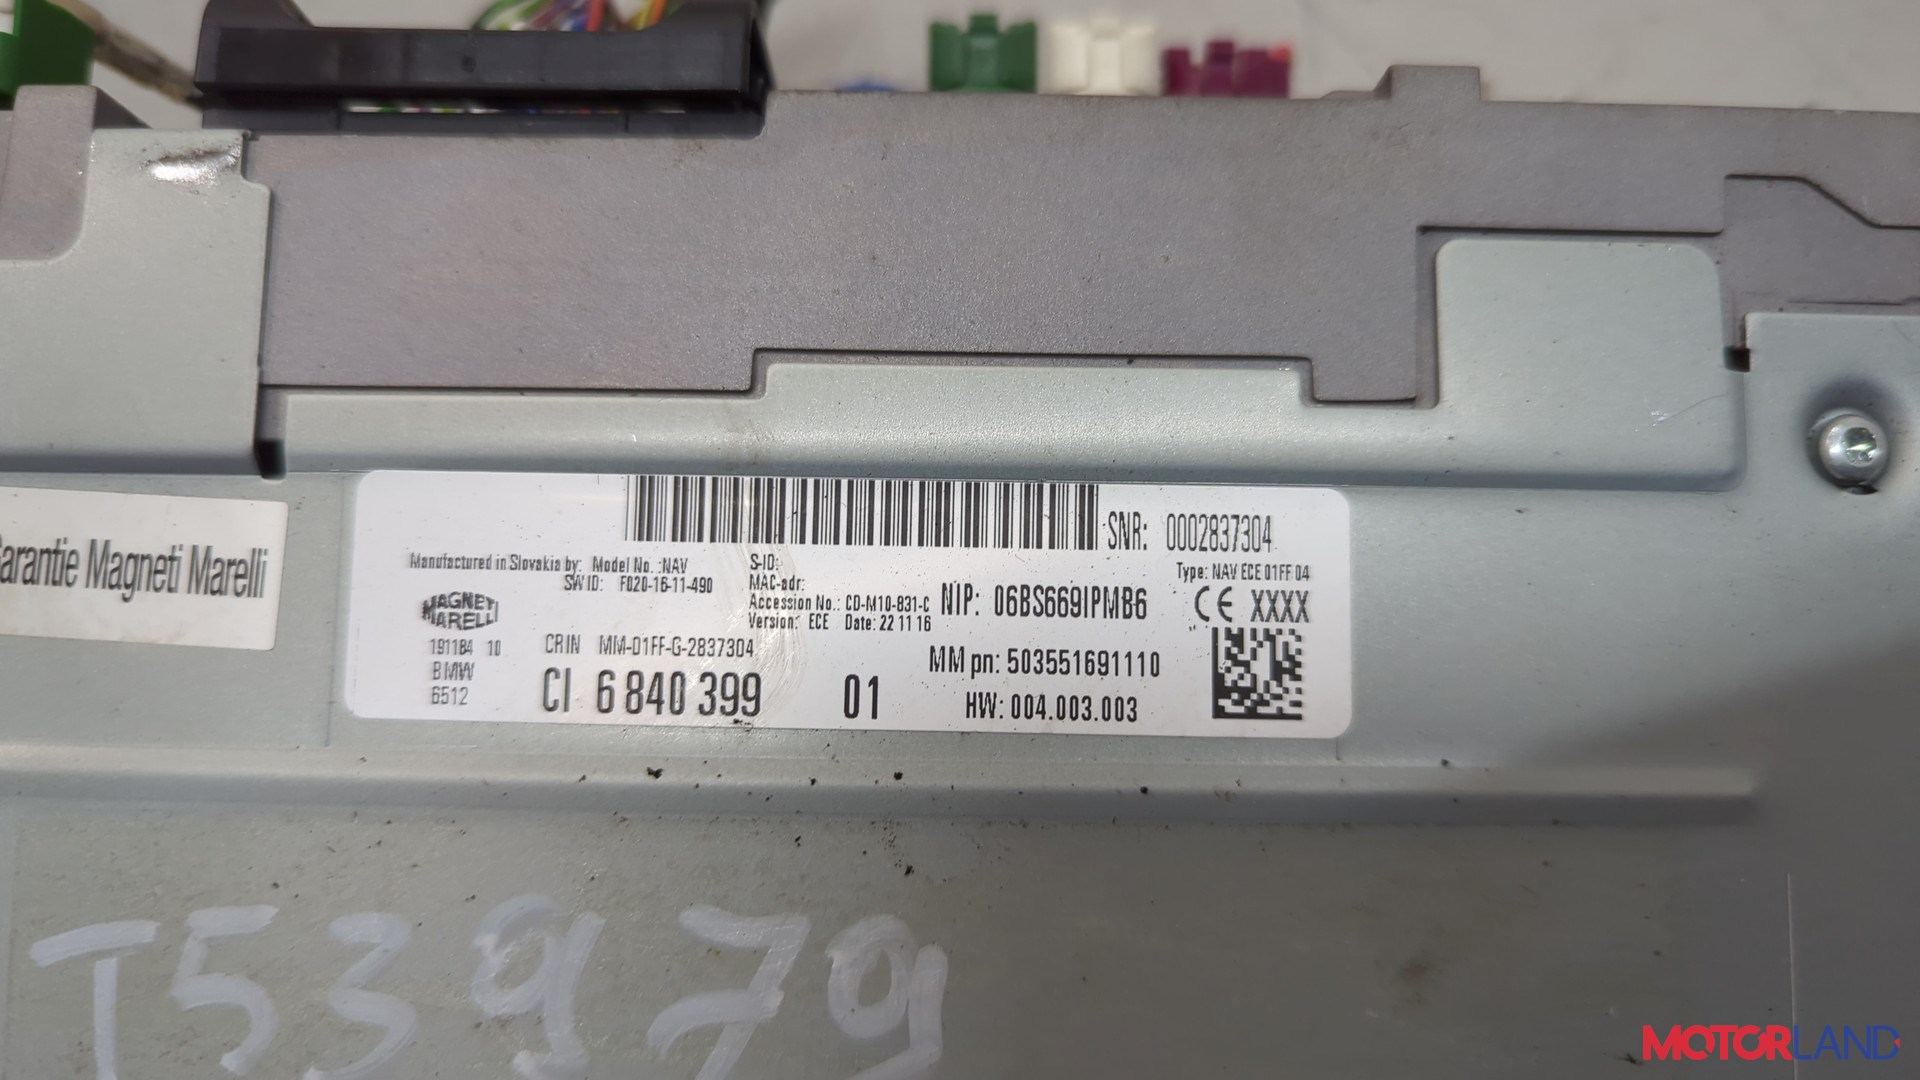 Garantie Magneti Marelli
SNR: 0002837304
Manufactured in Slovakia by: Model No.:NAV
SW ID: F020-16-11-490
S-ID:
MAC-adr:
Accession No.: CD-M10-831-C
Version: ECE Date: 22 11 16
NIP: 06BS669IPMB6
Type: NAV ECE 01FF 04
CE XXXX
MAGNETI
MARELLI
191184 10
BMW
6512
CRIN MM-01FF-G-2837304
CI 6 840 399 01
MM pn: 503551691110
HW: 004.003.003
T53979
MOTORLAND